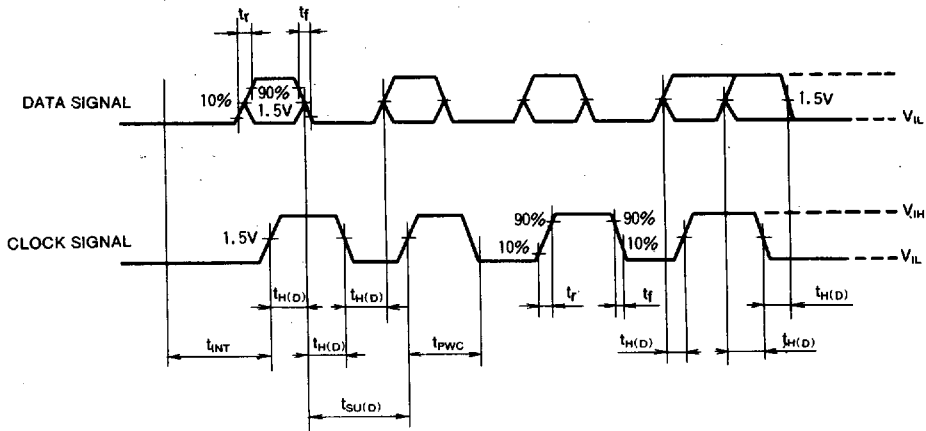 tr tf
10% 90%
1.5V
DATA SIGNAL
1.5V
VIL
CLOCK SIGNAL
1.5V
90% 90%
10% 10%
VIH
VIL
tH(D) tH(D) tr tf tH(D)
tINT tH(D) tPWC tH(D) tH(D)
tSU(D)